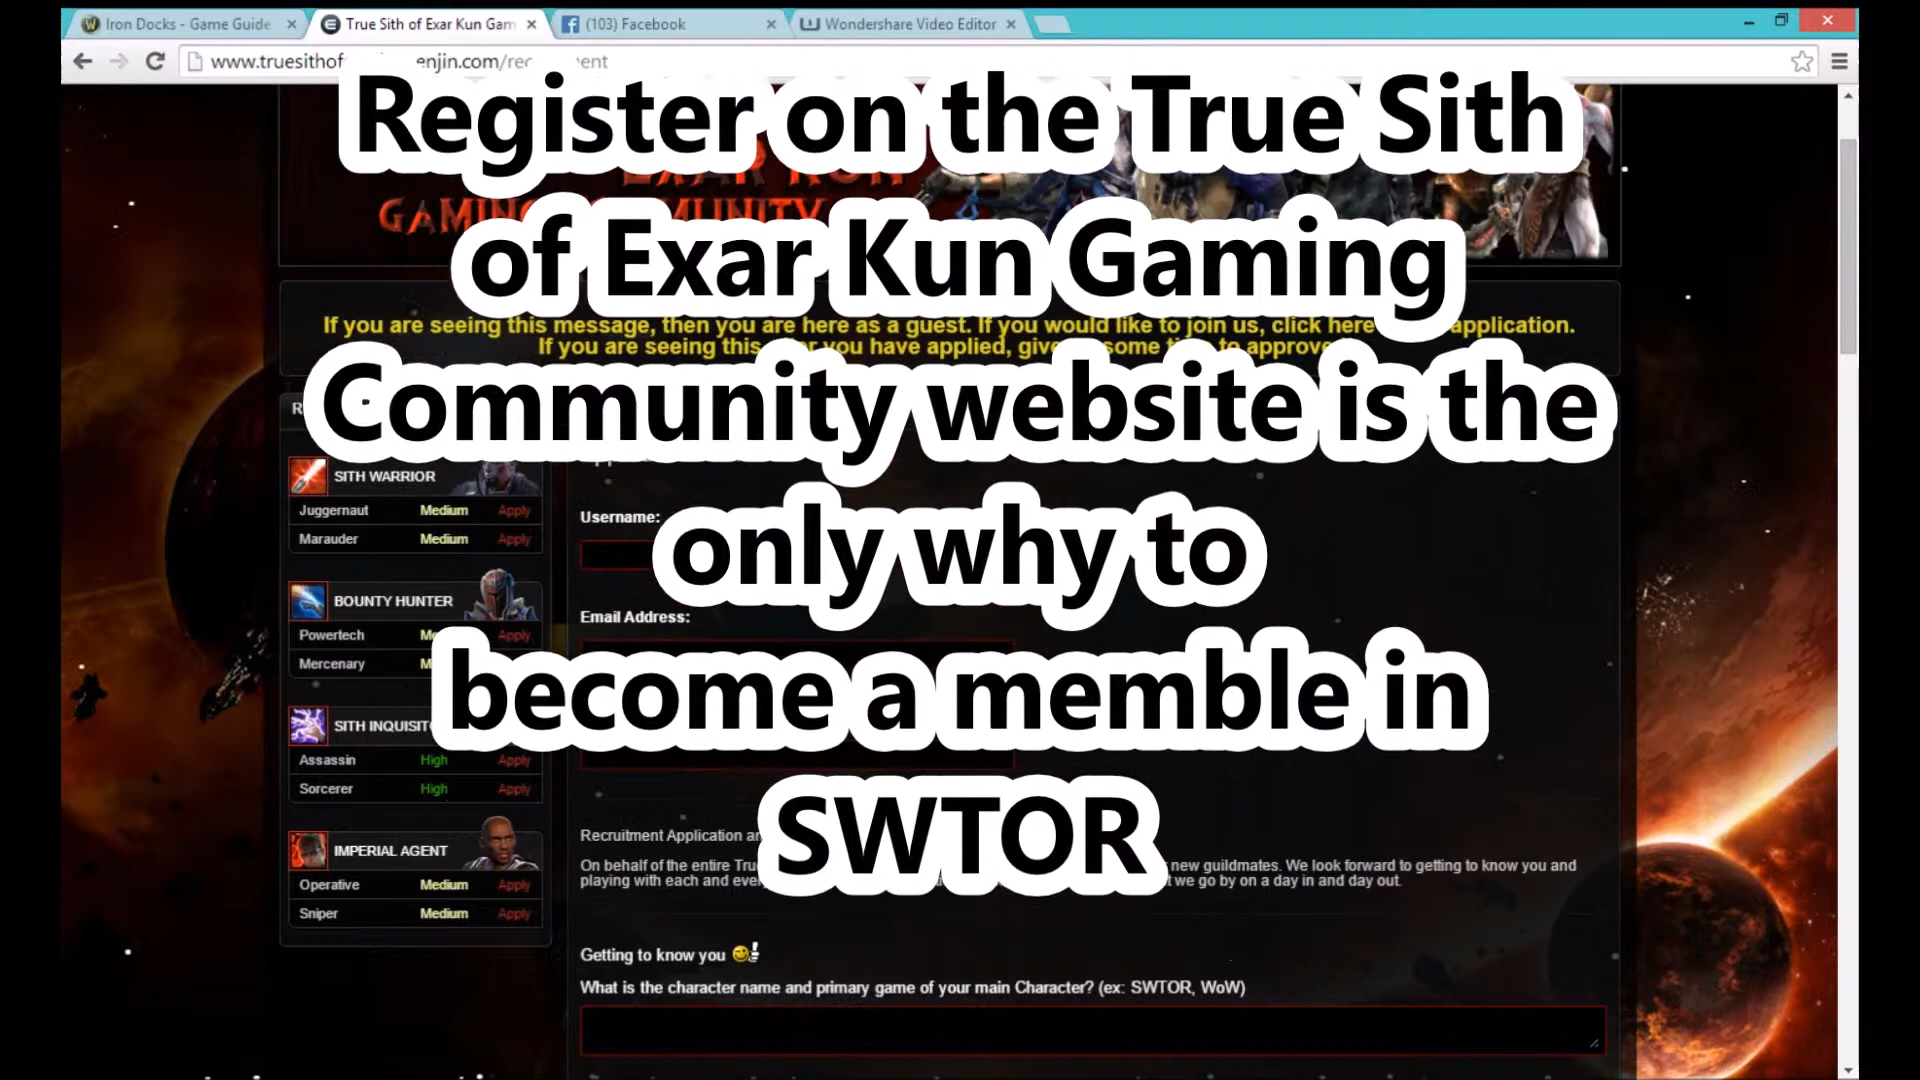 Iron Docks - Game Guide
True Sith of Exar Kun Gam
(103) Facebook
Wondershare Video Editor
www.truesithof enjin.com/rec ent
Register on the True Sith
of Exar Kun Gaming
Community website is the
only why to
become a memble in
SWTOR
EXAR KUN
GAMING COMMUNITY
If you are seeing this message, then you are here as a guest. If you would like to join us, click here application.
If you are seeing this you have applied, give some time to approve
SITH WARRIOR
Juggernaut Medium Apply
Marauder Medium Apply
BOUNTY HUNTER
Powertech Apply
Mercenary
SITH INQUISITO
Assassin High Apply
Sorcerer High Apply
IMPERIAL AGENT
Operative Medium Apply
Sniper Medium Apply
Username:
Email Address:
Recruitment Application
On behalf of the entire new guildmates. We look forward to getting to know you and
playing with each and we go by on a day in and day out.
Getting to know you
What is the character name and primary game of your main Character? (ex: SWTOR, WoW)